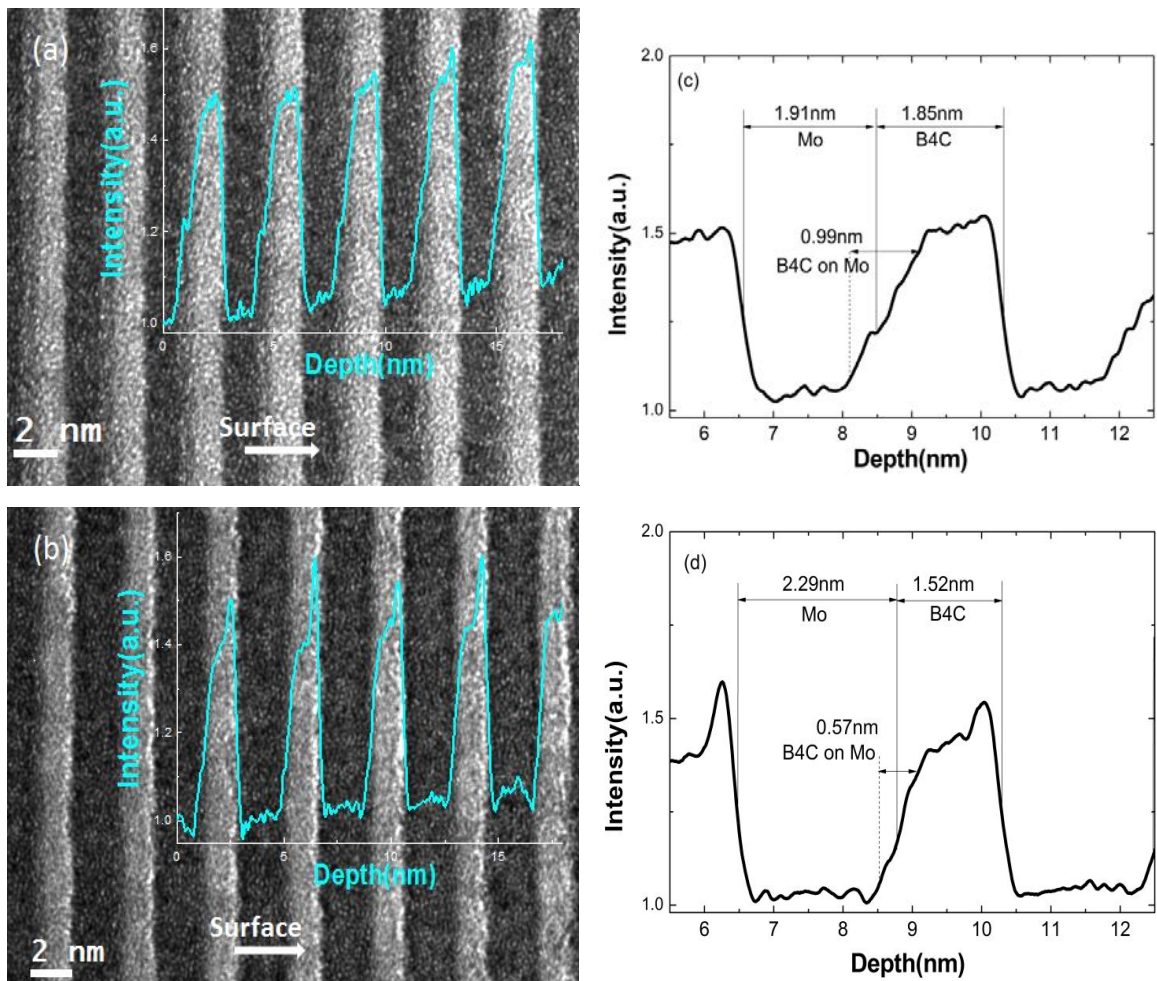 (a)
Intensity(a.u.)
1.6
1.4
1.2
1.0
0
5
10
15
Depth(nm)
2 nm
Surface
(c)
2.0
1.5
1.0
Intensity(a.u.)
1.91nm
Mo
1.85nm
B4C
0.99nm
B4C on Mo
6 7 8 9 10 11 12
Depth(nm)
(b)
Intensity(a.u.)
1.6
1.4
1.2
1.0
0
5
10
15
Depth(nm)
2 nm
Surface
(d)
2.0
1.5
1.0
Intensity(a.u.)
2.29nm
Mo
1.52nm
B4C
0.57nm
B4C on Mo
6 7 8 9 10 11 12
Depth(nm)